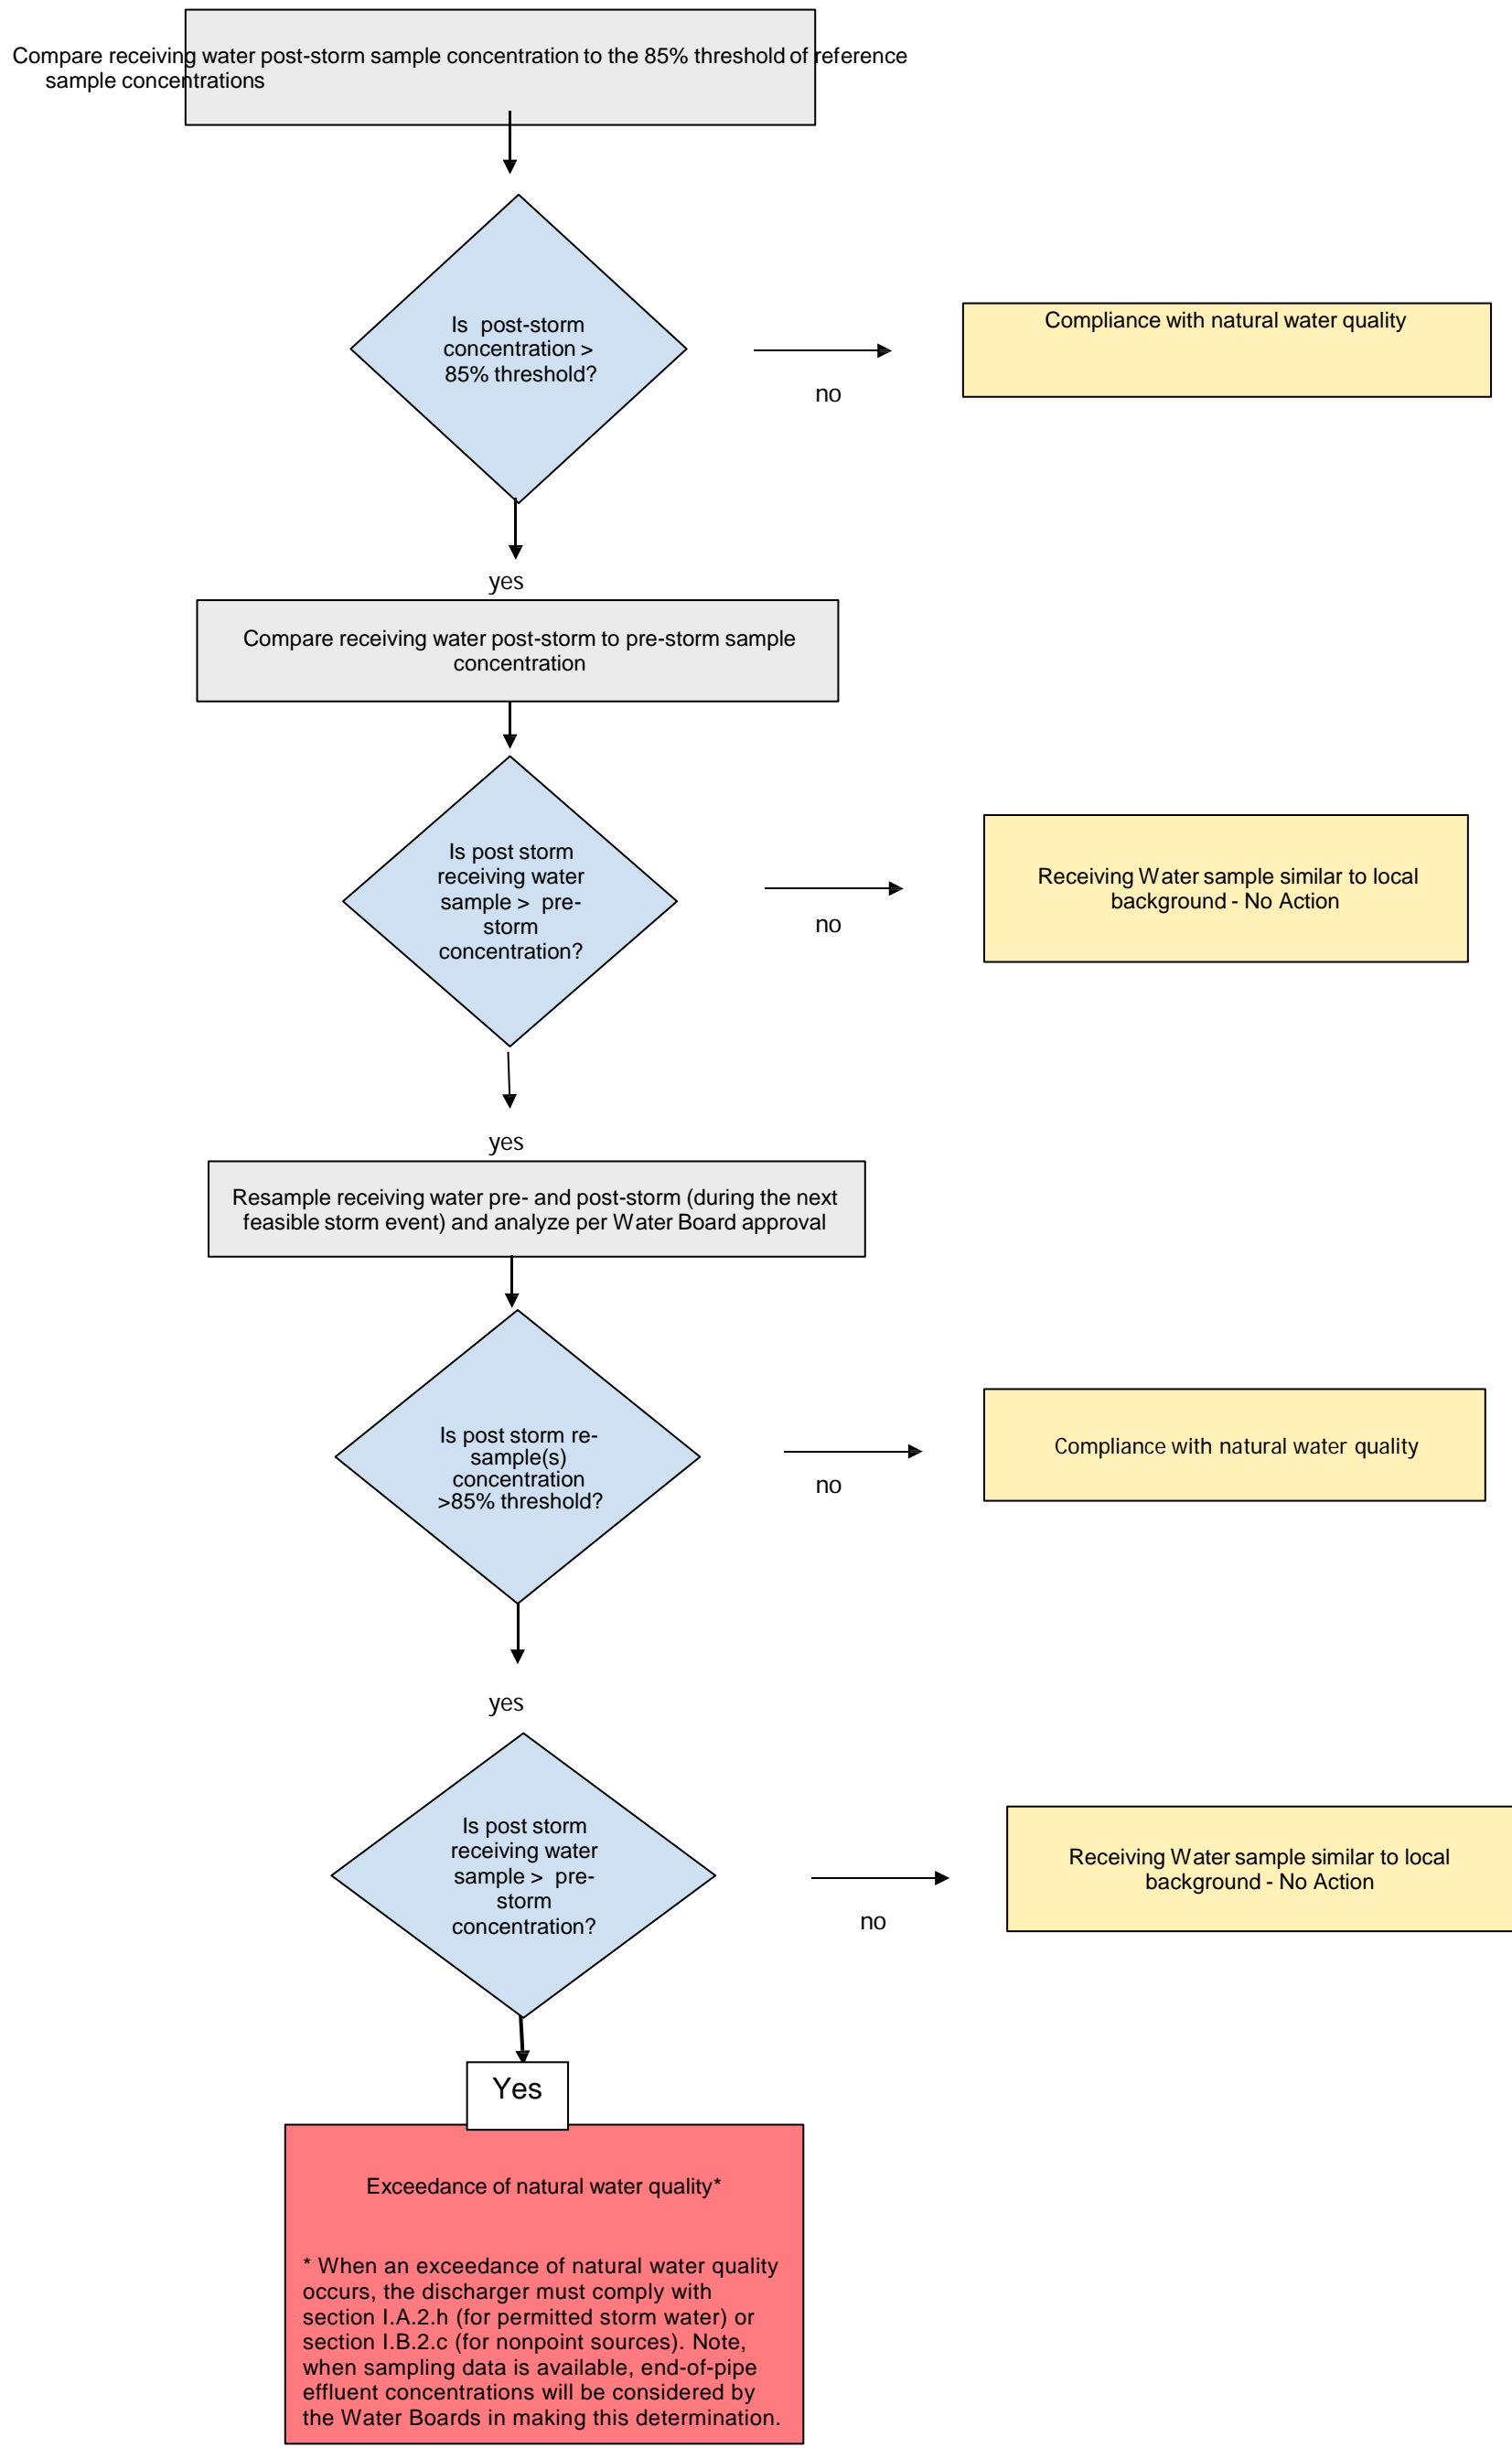 Compare receiving water post-storm sample concentration to the 85% threshold of reference
sample concentrations
Is post-storm
concentration >
85% threshold?
no
Compliance with natural water quality
yes
Compare receiving water post-storm to pre-storm sample
concentration
Is post storm
receiving water
sample > pre-
storm
concentration?
no
Receiving Water sample similar to local
background - No Action
yes
Resample receiving water pre- and post-storm (during the next
feasible storm event) and analyze per Water Board approval
Is post storm re-
sample(s)
concentration
>85% threshold?
no
Compliance with natural water quality
yes
Is post storm
receiving water
sample > pre-
storm
concentration?
no
Receiving Water sample similar to local
background - No Action
Yes
Exceedance of natural water quality*
* When an exceedance of natural water quality
occurs, the discharger must comply with
section I.A.2.h (for permitted storm water) or
section I.B.2.c (for nonpoint sources). Note,
when sampling data is available, end-of-pipe
effluent concentrations will be considered by
the Water Boards in making this determination.